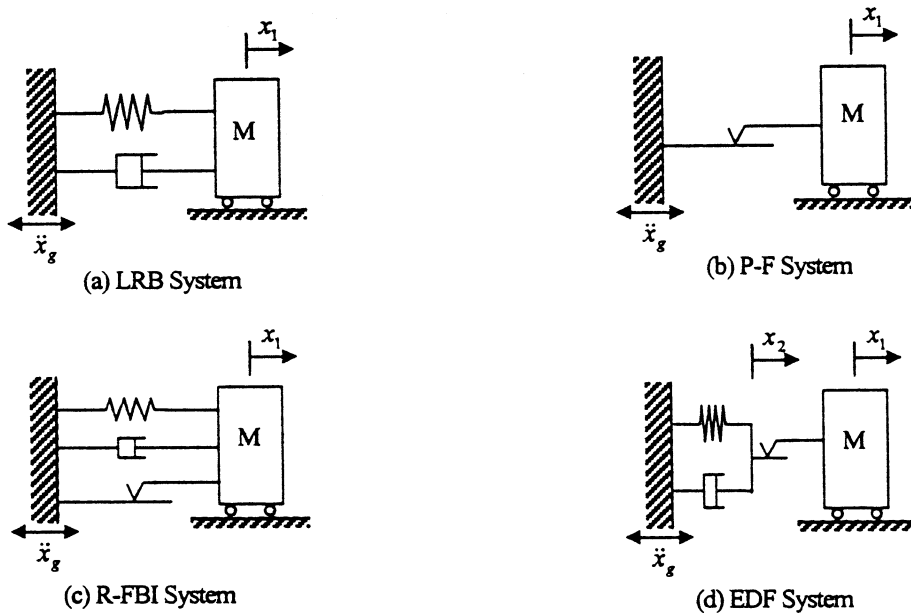 x₁
M
ẍg
(a) LRB System
x₁
M
ẍg
(b) P-F System
x₁
M
ẍg
(c) R-FBI System
x₂
x₁
M
ẍg
(d) EDF System